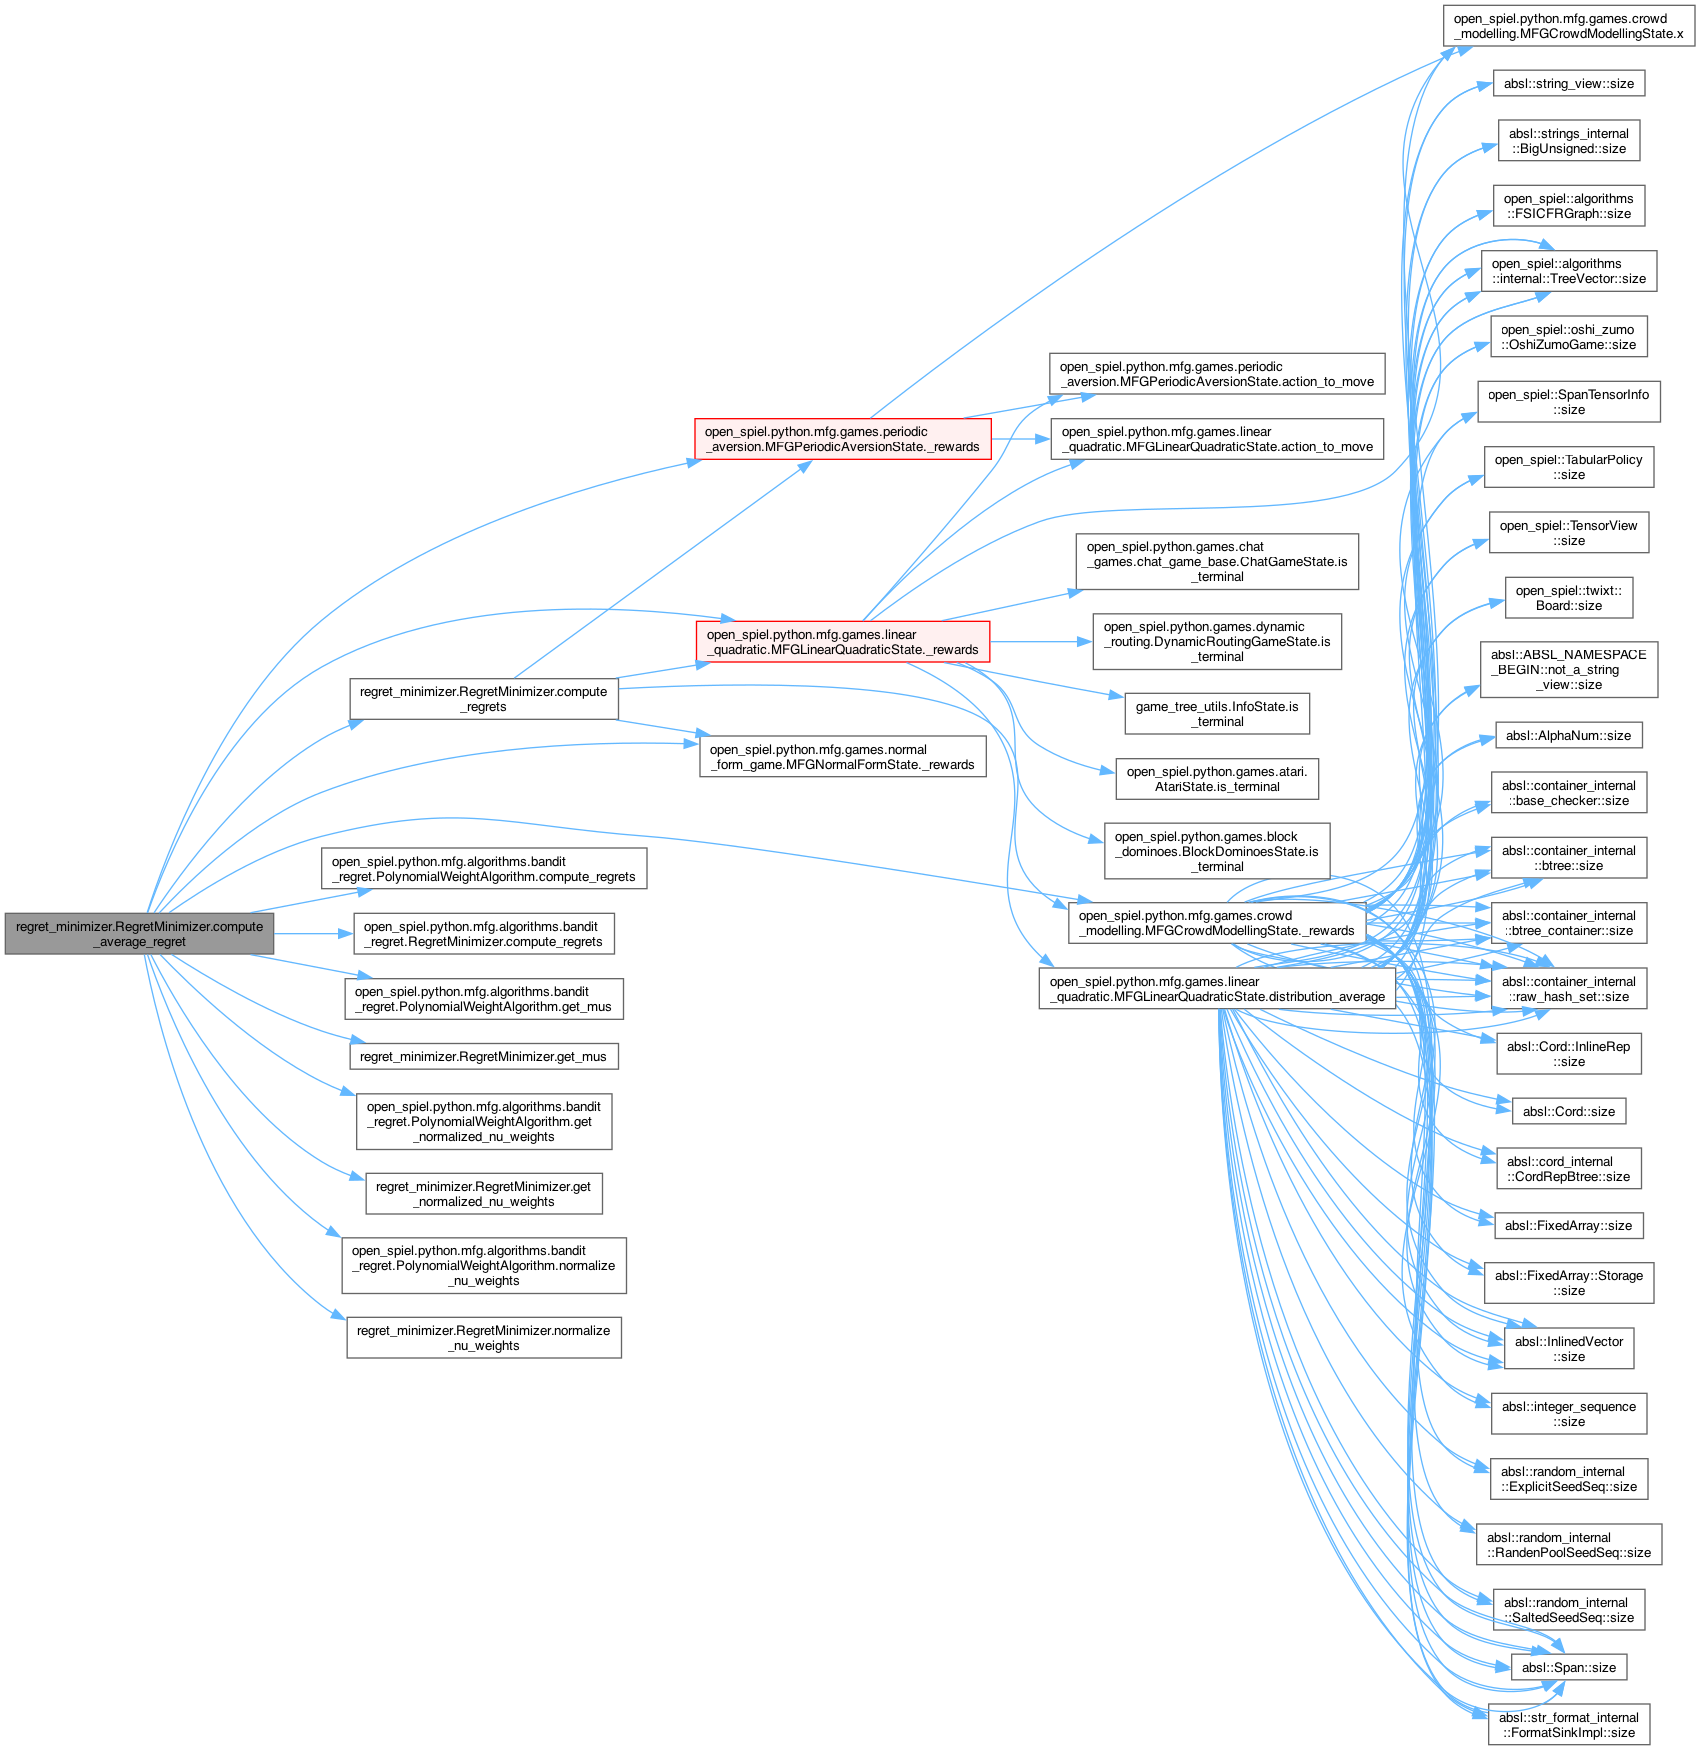 regret_minimizer.RegretMinimizer.compute
_average_regret
open_spiel.python.mfg.games.periodic
_aversion.MFGPeriodicAversionState._rewards
open_spiel.python.mfg.games.linear
_quadratic.MFGLinearQuadraticState._rewards
regret_minimizer.RegretMinimizer.compute
_regrets
open_spiel.python.mfg.games.normal
_form_game.MFGNormalFormState._rewards
open_spiel.python.mfg.algorithms.bandit
_regret.PolynomialWeightAlgorithm.compute_regrets
open_spiel.python.mfg.algorithms.bandit
_regret.RegretMinimizer.compute_regrets
open_spiel.python.mfg.algorithms.bandit
_regret.PolynomialWeightAlgorithm.get_mus
regret_minimizer.RegretMinimizer.get_mus
open_spiel.python.mfg.algorithms.bandit
_regret.PolynomialWeightAlgorithm.get
_normalized_nu_weights
regret_minimizer.RegretMinimizer.get
_normalized_nu_weights
open_spiel.python.mfg.algorithms.bandit
_regret.PolynomialWeightAlgorithm.normalize
_nu_weights
regret_minimizer.RegretMinimizer.normalize
_nu_weights
open_spiel.python.mfg.games.periodic
_aversion.MFGPeriodicAversionState.action_to_move
open_spiel.python.mfg.games.linear
_quadratic.MFGLinearQuadraticState.action_to_move
open_spiel.python.games.chat
_games.chat_game_base.ChatGameState.is
_terminal
open_spiel.python.games.dynamic
_routing.DynamicRoutingGameState.is
_terminal
game_tree_utils.InfoState.is
_terminal
open_spiel.python.games.atari.
AtariState.is_terminal
open_spiel.python.games.block
_dominoes.BlockDominoesState.is
_terminal
open_spiel.python.mfg.games.crowd
_modelling.MFGCrowdModellingState._rewards
open_spiel.python.mfg.games.linear
_quadratic.MFGLinearQuadraticState.distribution_average
open_spiel.python.mfg.games.crowd
_modelling.MFGCrowdModellingState.x
absl::string_view::size
absl::strings_internal
::BigUnsigned::size
open_spiel::algorithms
::FSICFRGraph::size
open_spiel::algorithms
::internal::TreeVector::size
open_spiel::oshi_zumo
::OshiZumoGame::size
open_spiel::SpanTensorInfo
::size
open_spiel::TabularPolicy
::size
open_spiel::TensorView
::size
open_spiel::twixt::
Board::size
absl::ABSL_NAMESPACE
_BEGIN::not_a_string
_view::size
absl::AlphaNum::size
absl::container_internal
::base_checker::size
absl::container_internal
::btree::size
absl::container_internal
::btree_container::size
absl::container_internal
::raw_hash_set::size
absl::Cord::InlineRep
::size
absl::Cord::size
absl::cord_internal
::CordRepBtree::size
absl::FixedArray::size
absl::FixedArray::Storage
::size
absl::InlinedVector
::size
absl::integer_sequence
::size
absl::random_internal
::ExplicitSeedSeq::size
absl::random_internal
::RandenPoolSeedSeq::size
absl::random_internal
::SaltedSeedSeq::size
absl::Span::size
absl::str_format_internal
::FormatSinkImpl::size